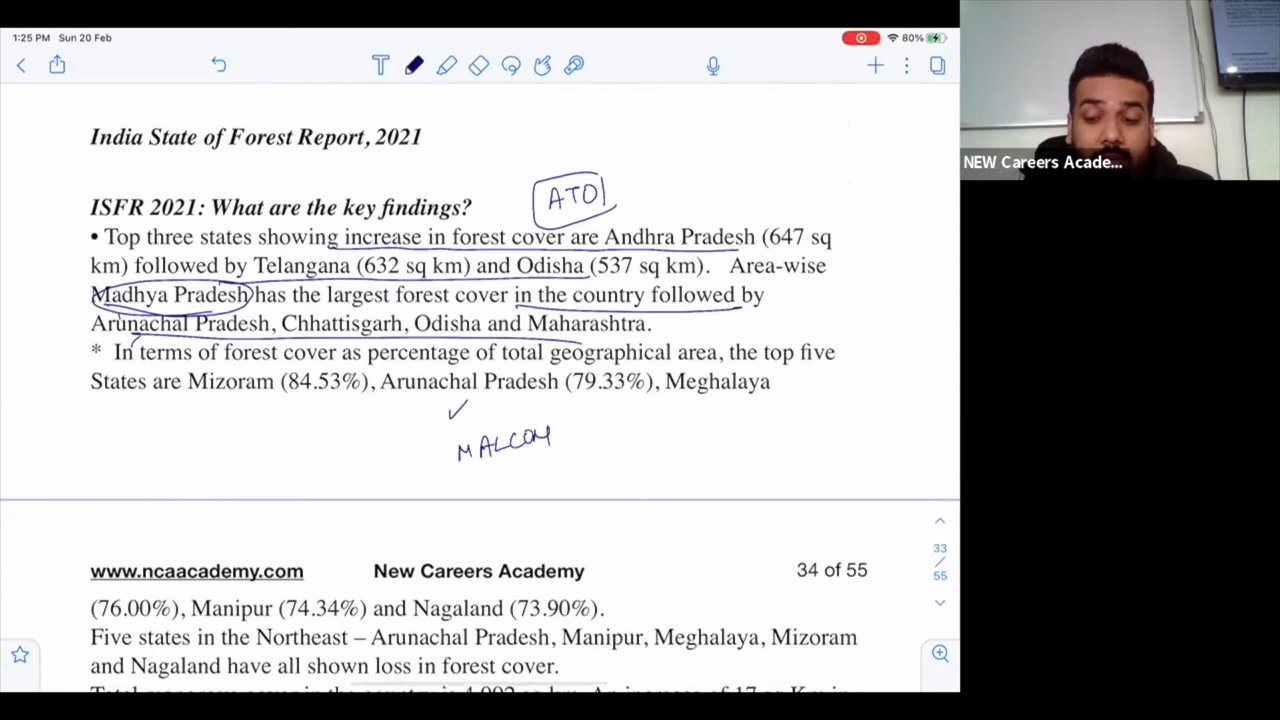 1:25 PM Sun 20 Feb
80%
NEW Careers Acade...
India State of Forest Report, 2021
ATO
ISFR 2021: What are the key findings?
• Top three states showing increase in forest cover are Andhra Pradesh (647 sq
km) followed by Telangana (632 sq km) and Odisha (537 sq km). Area-wise
Madhya Pradesh has the largest forest cover in the country followed by
Arunachal Pradesh, Chhattisgarh, Odisha and Maharashtra.
* In terms of forest cover as percentage of total geographical area, the top five
States are Mizoram (84.53%), Arunachal Pradesh (79.33%), Meghalaya
MALCOM
33
/
55
www.ncaacademy.com New Careers Academy 34 of 55
(76.00%), Manipur (74.34%) and Nagaland (73.90%).
Five states in the Northeast – Arunachal Pradesh, Manipur, Meghalaya, Mizoram
and Nagaland have all shown loss in forest cover.